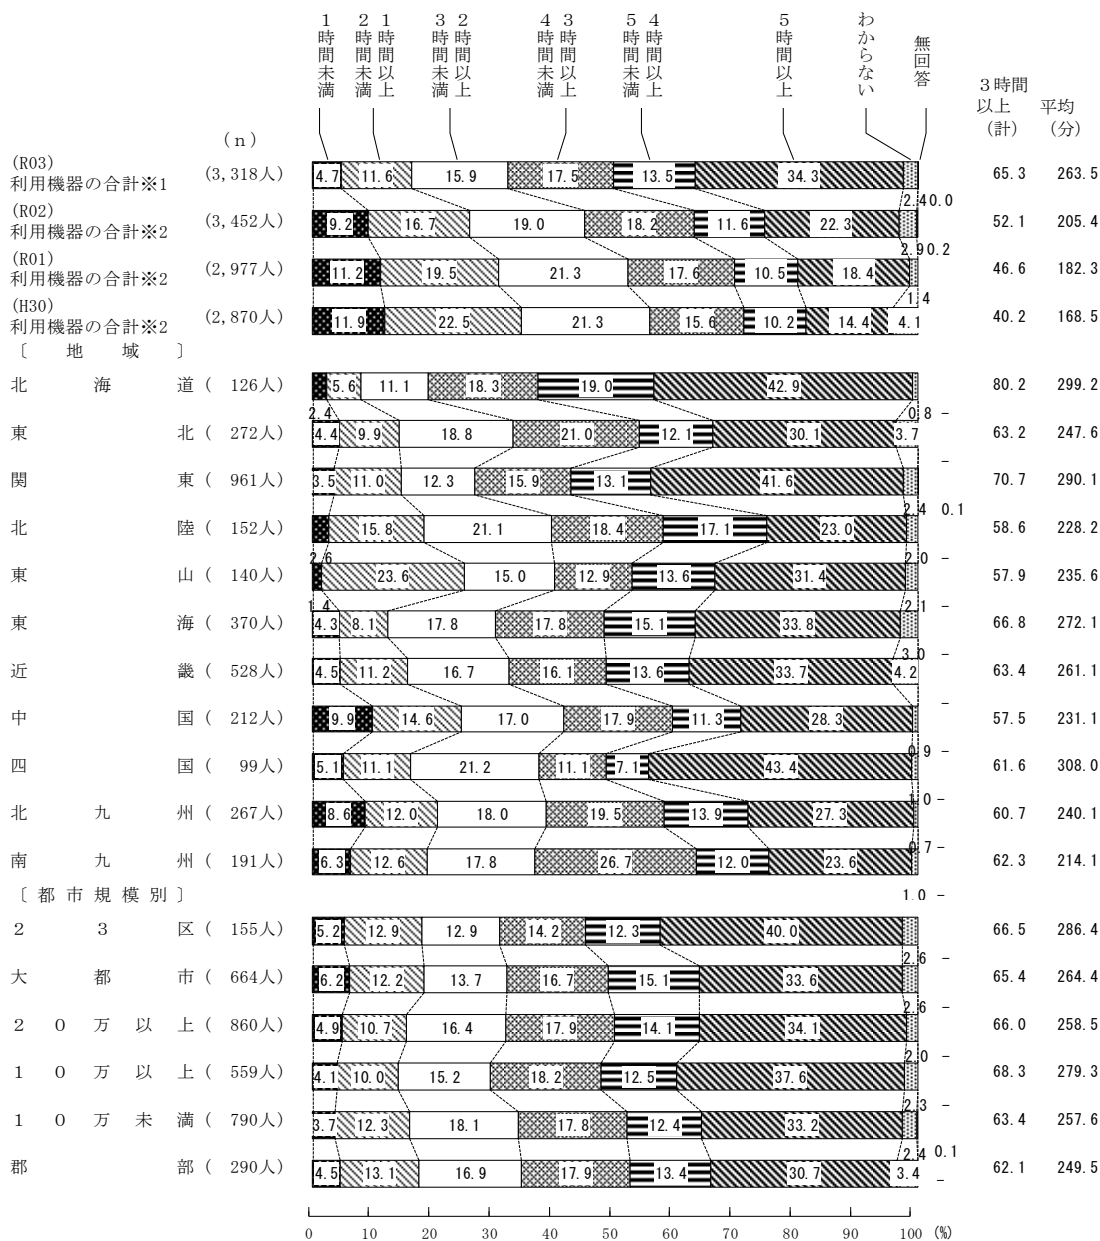 １時間未満
１時間以上２時間未満
２時間以上３時間未満
３時間以上４時間未満
４時間以上５時間未満
５時間以上
わからない
無回答
３時間以上（計）
平均（分）
（ｎ）
(R03)
利用機器の合計※1 (3,318人) 4.7 11.6 15.9 17.5 13.5 34.3 2.4 0.0 65.3 263.5
(R02)
利用機器の合計※2 (3,452人) 9.2 16.7 19.0 18.2 11.6 22.3 2.9 0.2 52.1 205.4
(R01)
利用機器の合計※2 (2,977人) 11.2 19.5 21.3 17.6 10.5 18.4 1.4 46.6 182.3
(H30)
利用機器の合計※2 (2,870人) 11.9 22.5 21.3 15.6 10.2 14.4 4.1 40.2 168.5
〔地域〕
北海道 ( 126人) 2.4 5.6 11.1 18.3 19.0 42.9 0.8 - 80.2 299.2
東北 ( 272人) 4.4 9.9 18.8 21.0 12.1 30.1 3.7 - 63.2 247.6
関東 ( 961人) 3.5 11.0 12.3 15.9 13.1 41.6 2.4 0.1 70.7 290.1
北陸 ( 152人) 2.6 15.8 21.1 18.4 17.1 23.0 2.0 - 58.6 228.2
東山 ( 140人) 1.4 23.6 15.0 12.9 13.6 31.4 2.1 - 57.9 235.6
東海 ( 370人) 4.3 8.1 17.8 17.8 15.1 33.8 3.0 - 66.8 272.1
近畿 ( 528人) 4.5 11.2 16.7 16.1 13.6 33.7 4.2 - 63.4 261.1
中国 ( 212人) 9.9 14.6 17.0 17.9 11.3 28.3 0.9 - 57.5 231.1
四国 ( 99人) 5.1 11.1 21.2 11.1 7.1 43.4 1.0 - 61.6 308.0
北九州 ( 267人) 8.6 12.0 18.0 19.5 13.9 27.3 0.7 - 60.7 240.1
南九州 ( 191人) 6.3 12.6 17.8 26.7 12.0 23.6 1.0 - 62.3 214.1
〔都市規模別〕
２３区 ( 155人) 5.2 12.9 12.9 14.2 12.3 40.0 2.6 - 66.5 286.4
大都市 ( 664人) 6.2 12.2 13.7 16.7 15.1 33.6 2.6 - 65.4 264.4
２０万以上 ( 860人) 4.9 10.7 16.4 17.9 14.1 34.1 2.0 - 66.0 258.5
１０万以上 ( 559人) 4.1 10.0 15.2 18.2 12.5 37.6 2.3 - 68.3 279.3
１０万未満 ( 790人) 3.7 12.3 18.1 17.8 12.4 33.2 2.4 0.1 63.4 257.6
郡部 ( 290人) 4.5 13.1 16.9 17.9 13.4 30.7 3.4 - 62.1 249.5
0 10 20 30 40 50 60 70 80 90 100 (%)